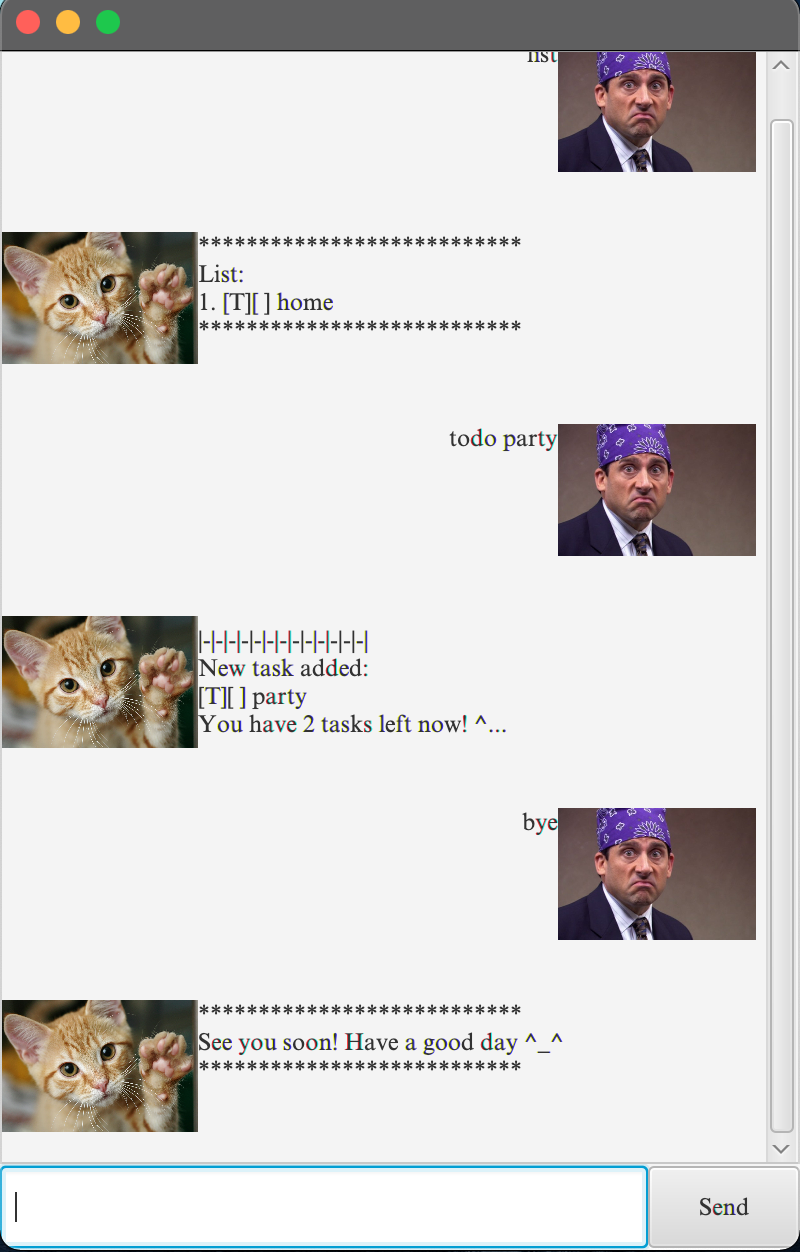 list
***************************
List:
1. [T][ ] home
***************************
todo party
|-|-|-|-|-|-|-|-|-|-|-|-|-|
New task added:
[T][ ] party
You have 2 tasks left now! ^...
bye
***************************
See you soon! Have a good day ^_^
***************************
Send